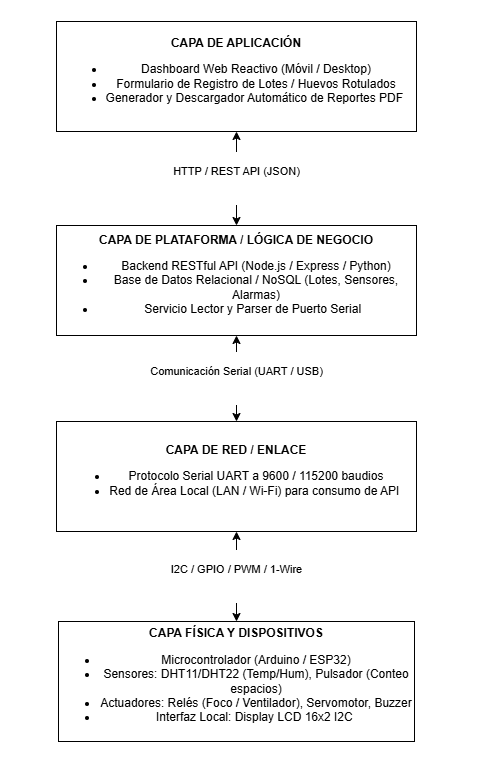 CAPA DE APLICACIÓN
• Dashboard Web Reactivo (Móvil / Desktop)
• Formulario de Registro de Lotes / Huevos Rotulados
• Generador y Descargador Automático de Reportes PDF
HTTP / REST API (JSON)
CAPA DE PLATAFORMA / LÓGICA DE NEGOCIO
• Backend RESTful API (Node.js / Express / Python)
• Base de Datos Relacional / NoSQL (Lotes, Sensores,
Alarmas)
• Servicio Lector y Parser de Puerto Serial
Comunicación Serial (UART / USB)
CAPA DE RED / ENLACE
• Protocolo Serial UART a 9600 / 115200 baudios
• Red de Área Local (LAN / Wi-Fi) para consumo de API
I2C / GPIO / PWM / 1-Wire
CAPA FÍSICA Y DISPOSITIVOS
• Microcontrolador (Arduino / ESP32)
• Sensores: DHT11/DHT22 (Temp/Hum), Pulsador (Conteo
espacios)
• Actuadores: Relés (Foco / Ventilador), Servomotor, Buzzer
• Interfaz Local: Display LCD 16x2 I2C